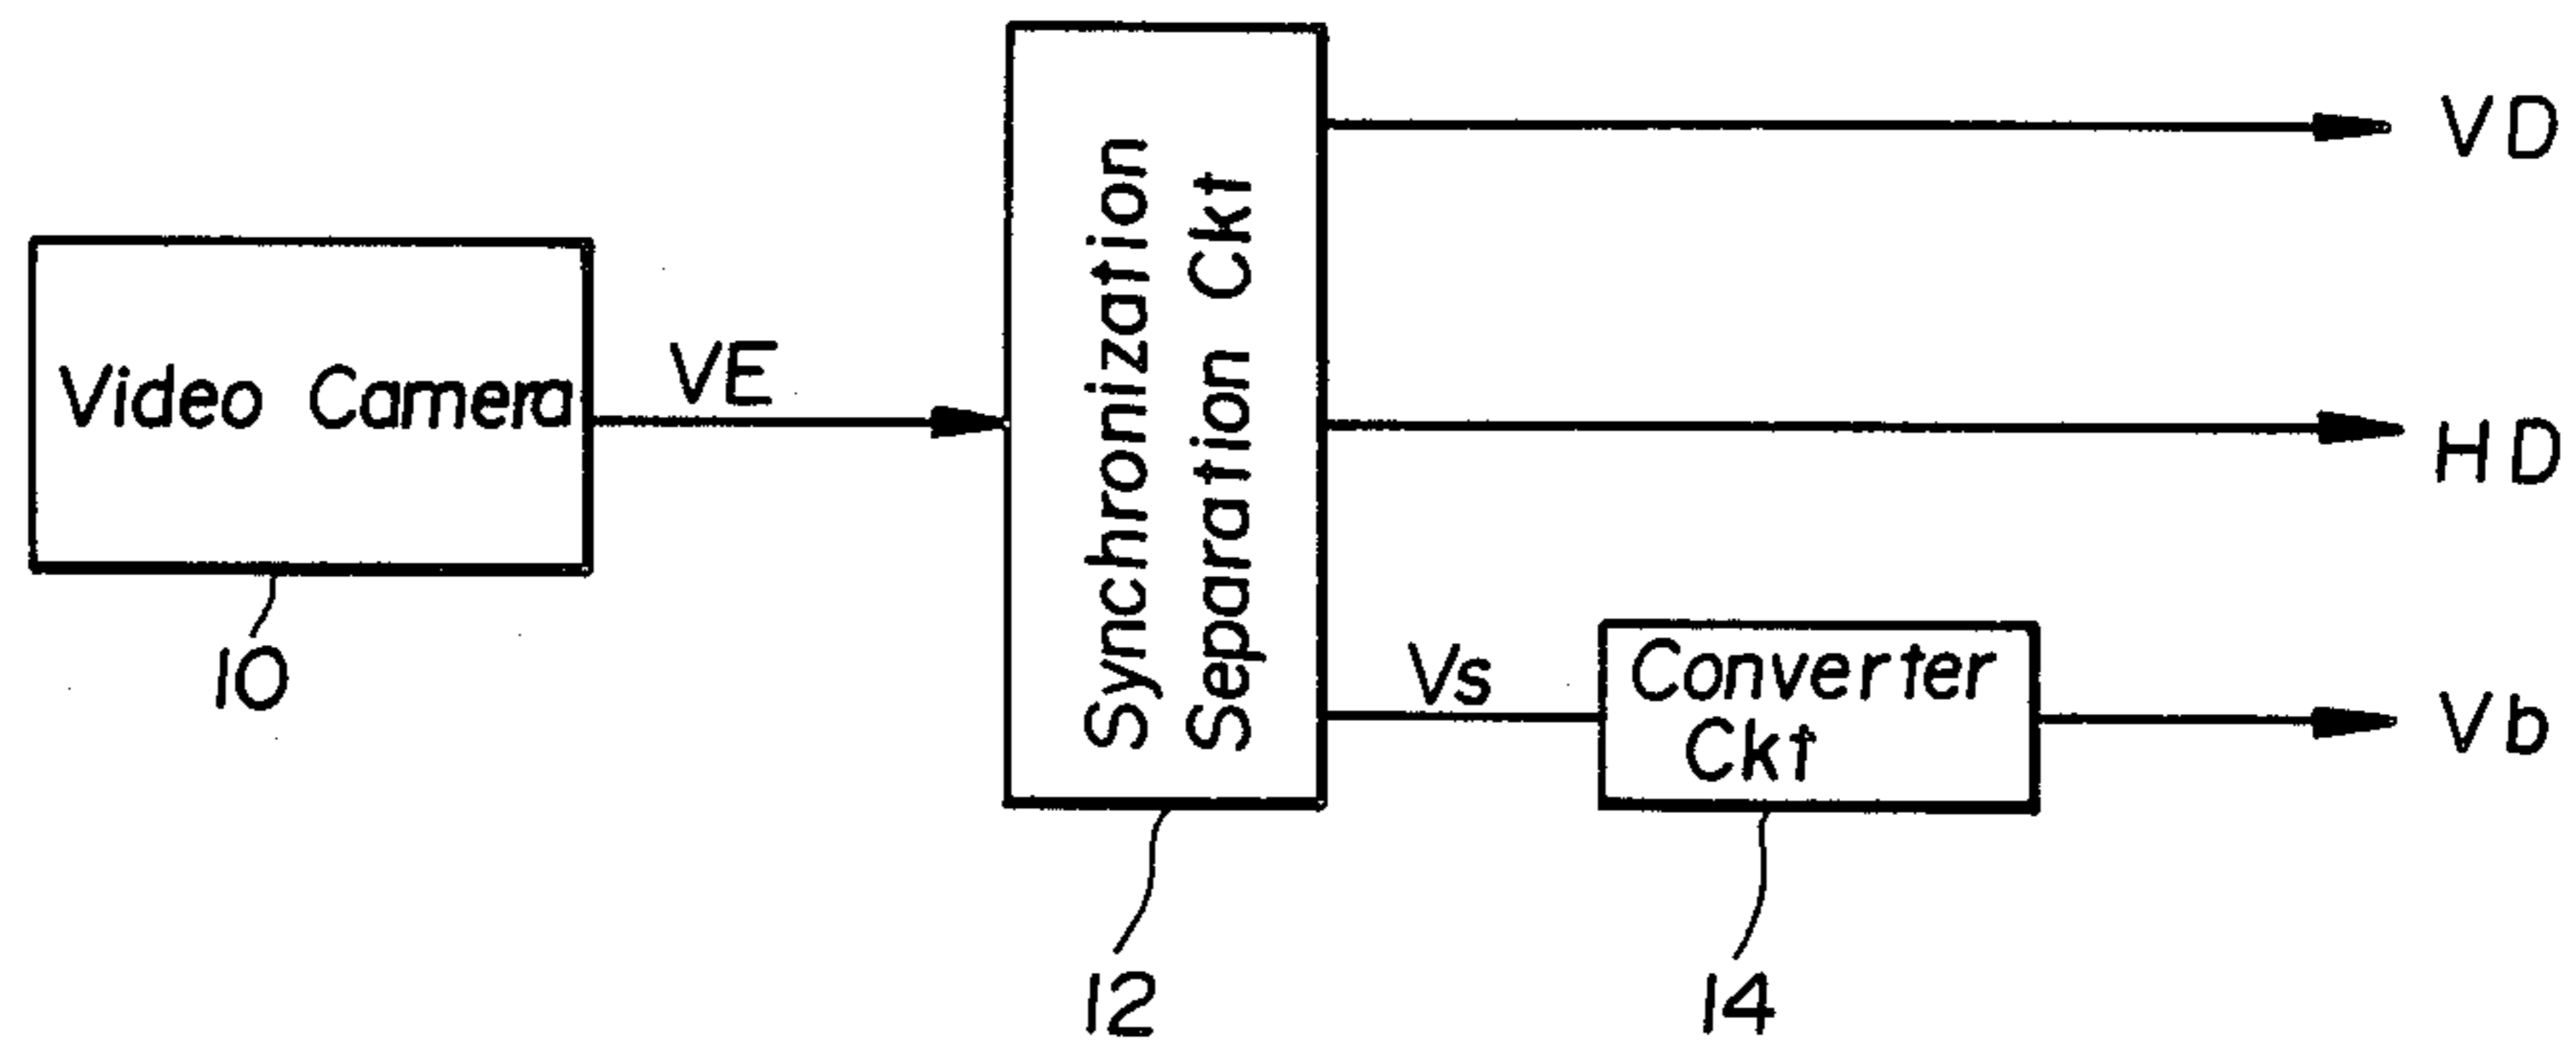 Video Camera
10
VE
Synchronization
Separation Ckt
12
VD
HD
Vs
Converter
Ckt
14
Vb